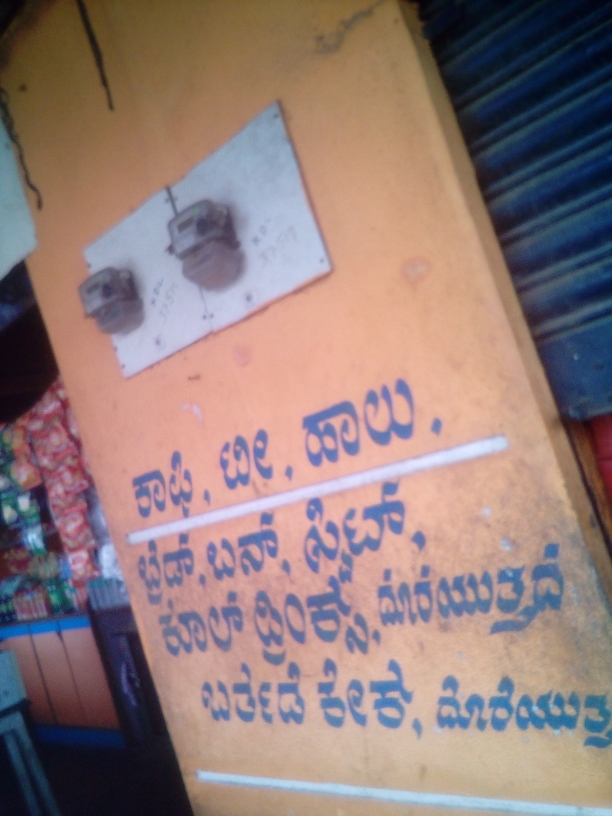 ಕಾಫಿ, ಟೀ, ಹಾಲು,
ಬ್ರೆಡ್, ಬನ್, ಸ್ವಿಟ್,
ಕೂಲ್ ಡ್ರಿಂಕ್ಸ್, ದೊರೆಯುತ್ತದೆ
ಬರ್ತಡೆ ಕೇಕ್, ದೊರೆಯುತ್ತ